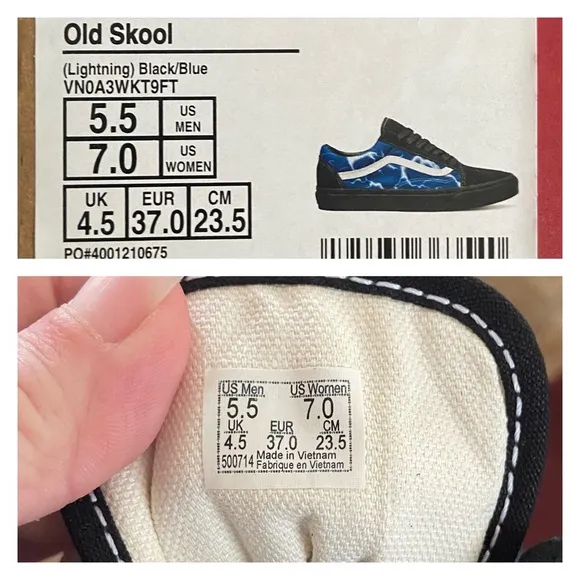 Old Skool
(Lightning) Black/Blue
VN0A3WKT9FT
5.5 US MEN
7.0 US WOMEN
UK EUR CM
4.5 37.0 23.5
PO#4001210675
US Men US Women
5.5 7.0
UK EUR CM
4.5 37.0 23.5
500714 Made in Vietnam
Fabrique en Vietnam